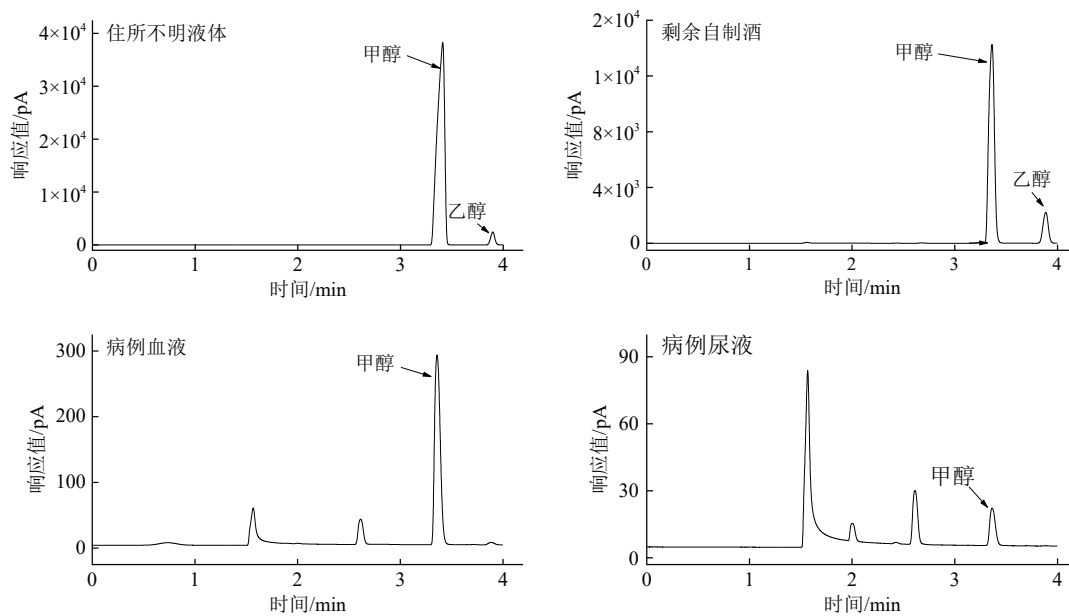 住所不明液体
4×10⁴
3×10⁴
2×10⁴
1×10⁴
0
响应值/pA
甲醇
乙醇
0 1 2 3 4
时间/min
剩余自制酒
2×10⁴
1×10⁴
8×10³
4×10³
0
响应值/pA
甲醇
乙醇
0 1 2 3 4
时间/min
病例血液
300
200
100
0
响应值/pA
甲醇
0 1 2 3 4
时间/min
病例尿液
90
60
30
0
响应值/pA
甲醇
0 1 2 3 4
时间/min